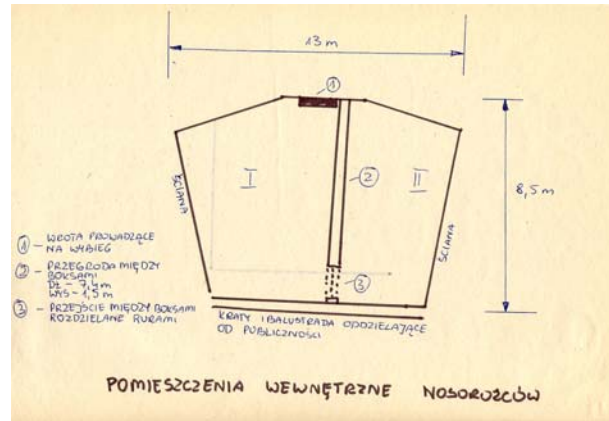 13 m
①
I
②
II
8,5 m
ŚCIANA
ŚCIANA
① – WROTA PROWADZĄCE
NA WYBIEG
② – PRZEGRODA MIĘDZY
BOKSAMI
DŁ – 7,4 m
WYS – 1,5 m
③ – PRZEJŚCIE MIĘDZY BOKSAMI
ROZDZIELANE RURAMI
③
KRATY I BALUSTRADA ODDZIELAJĄCE
OD PUBLICZNOŚCI
POMIESZCZENIA WEWNĘTRZNE NOSOROŻCÓW